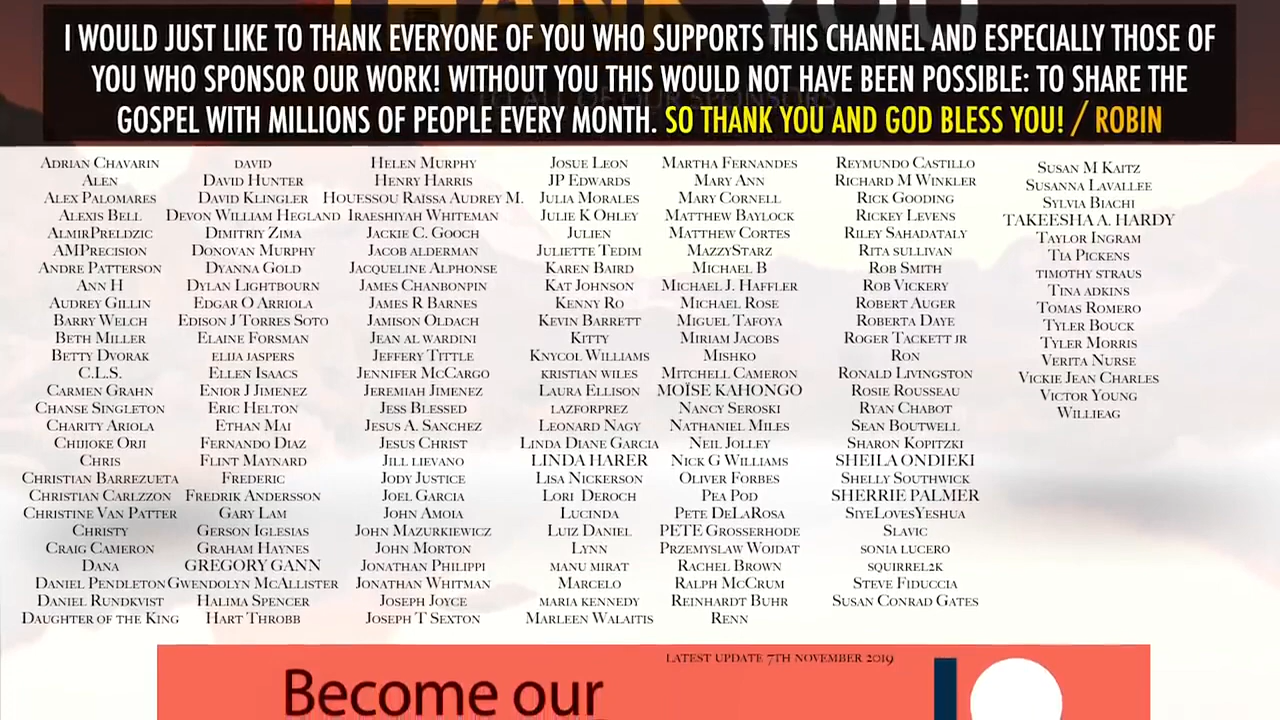 THANK YOU
I WOULD JUST LIKE TO THANK EVERYONE OF YOU WHO SUPPORTS THIS CHANNEL AND ESPECIALLY THOSE OF
YOU WHO SPONSOR OUR WORK! WITHOUT YOU THIS WOULD NOT HAVE BEEN POSSIBLE: TO SHARE THE
TO ALL OF OUR SPONSORS
GOSPEL WITH MILLIONS OF PEOPLE EVERY MONTH. SO THANK YOU AND GOD BLESS YOU! / ROBIN
ADRIAN CHAVARIN
ALEN
ALEX PALOMARES
ALEXIS BELL
ALMIRPRELDZIC
AMPRECISION
ANDRE PATTERSON
ANN H
AUDREY GILLIN
BARRY WELCH
BETH MILLER
BETTY DVORAK
C.L.S.
CARMEN GRAHN
CHANSE SINGLETON
CHARITY ARIOLA
CHIJIOKE ORJI
CHRIS
CHRISTIAN BARREZUETA
CHRISTIAN CARLZZON
CHRISTINE VAN PATTER
CHRISTY
CRAIG CAMERON
DANA
DANIEL PENDLETON
DANIEL RUNDKVIST
DAUGHTER OF THE KING
DAVID
DAVID HUNTER
DAVID KLINGLER
DEVON WILLIAM HEGLAND
DIMITRIY ZIMA
DONOVAN MURPHY
DYANNA GOLD
DYLAN LIGHTBOURN
EDGAR O ARRIOLA
EDISON J TORRES SOTO
ELAINE FORSMAN
ELIJA JASPERS
ELLEN ISAACS
ENIOR J JIMENEZ
ERIC HELTON
ETHAN MAI
FERNANDO DIAZ
FLINT MAYNARD
FREDERIC
FREDRIK ANDERSSON
GARY LAM
GERSON IGLESIAS
GRAHAM HAYNES
GREGORY GANN
GWENDOLYN MCALLISTER
HALIMA SPENCER
HART THROBB
HELEN MURPHY
HENRY HARRIS
HOUESSOU RAISSA AUDREY M.
IRAESHIYAH WHITEMAN
JACKIE C. GOOCH
JACOB ALDERMAN
JACQUELINE ALPHONSE
JAMES CHANBONPIN
JAMES R BARNES
JAMISON OLDACH
JEAN AL WARDINI
JEFFERY TITTLE
JENNIFER MCCARGO
JEREMIAH JIMENEZ
JESS BLESSED
JESUS A. SANCHEZ
JESUS CHRIST
JILL LIEVANO
JODY JUSTICE
JOEL GARCIA
JOHN AMOIA
JOHN MAZURKIEWICZ
JOHN MORTON
JONATHAN PHILIPPI
JONATHAN WHITMAN
JOSEPH JOYCE
JOSEPH T SEXTON
JOSUE LEON
JP EDWARDS
JULIA MORALES
JULIE K OHLEY
JULIEN
JULIETTE TEDIM
KAREN BAIRD
KAT JOHNSON
KENNY RO
KEVIN BARRETT
KITTY
KNYCOL WILLIAMS
KRISTIAN WILES
LAURA ELLISON
LAZFORPREZ
LEONARD NAGY
LINDA DIANE GARCIA
LINDA HARER
LISA NICKERSON
LORI DEROCH
LUCINDA
LUIZ DANIEL
LYNN
MANU MIRAT
MARCELO
MARIA KENNEDY
MARLEEN WALAITIS
MARTHA FERNANDES
MARY ANN
MARY CORNELL
MATTHEW BAYLOCK
MATTHEW CORTES
MAZZYSTARZ
MICHAEL B
MICHAEL J. HAFFLER
MICHAEL ROSE
MIGUEL TAFOYA
MIRIAM JACOBS
MISHKO
MITCHELL CAMERON
MOÏSE KAHONGO
NANCY SEROSKI
NATHANIEL MILES
NEIL JOLLEY
NICK G WILLIAMS
OLIVER FORBES
PEA POD
PETE DELAROSA
PETE GROSSERHODE
PRZEMYSLAW WOJDAT
RACHEL BROWN
RALPH MCCRUM
REINHARDT BUHR
RENN
REYMUNDO CASTILLO
RICHARD M WINKLER
RICK GOODING
RICKEY LEVENS
RILEY SAHADATALY
RITA SULLIVAN
ROB SMITH
ROB VICKERY
ROBERT AUGER
ROBERTA DAYE
ROGER TACKETT JR
RON
RONALD LIVINGSTON
ROSIE ROUSSEAU
RYAN CHABOT
SEAN BOUTWELL
SHARON KOPITZKI
SHEILA ONDIEKI
SHELLY SOUTHWICK
SHERRIE PALMER
SIYELOVESYESHUA
SLAVIC
SONIA LUCERO
SQUIRREL2K
STEVE FIDUCCIA
SUSAN CONRAD GATES
SUSAN M KAITZ
SUSANNA LAVALLEE
SYLVIA BIACHI
TAKEESHA A. HARDY
TAYLOR INGRAM
TIA PICKENS
TIMOTHY STRAUS
TINA ADKINS
TOMAS ROMERO
TYLER BOUCK
TYLER MORRIS
VERITA NURSE
VICKIE JEAN CHARLES
VICTOR YOUNG
WILLIEAG
LATEST UPDATE 7TH NOVEMBER 2019
Become our